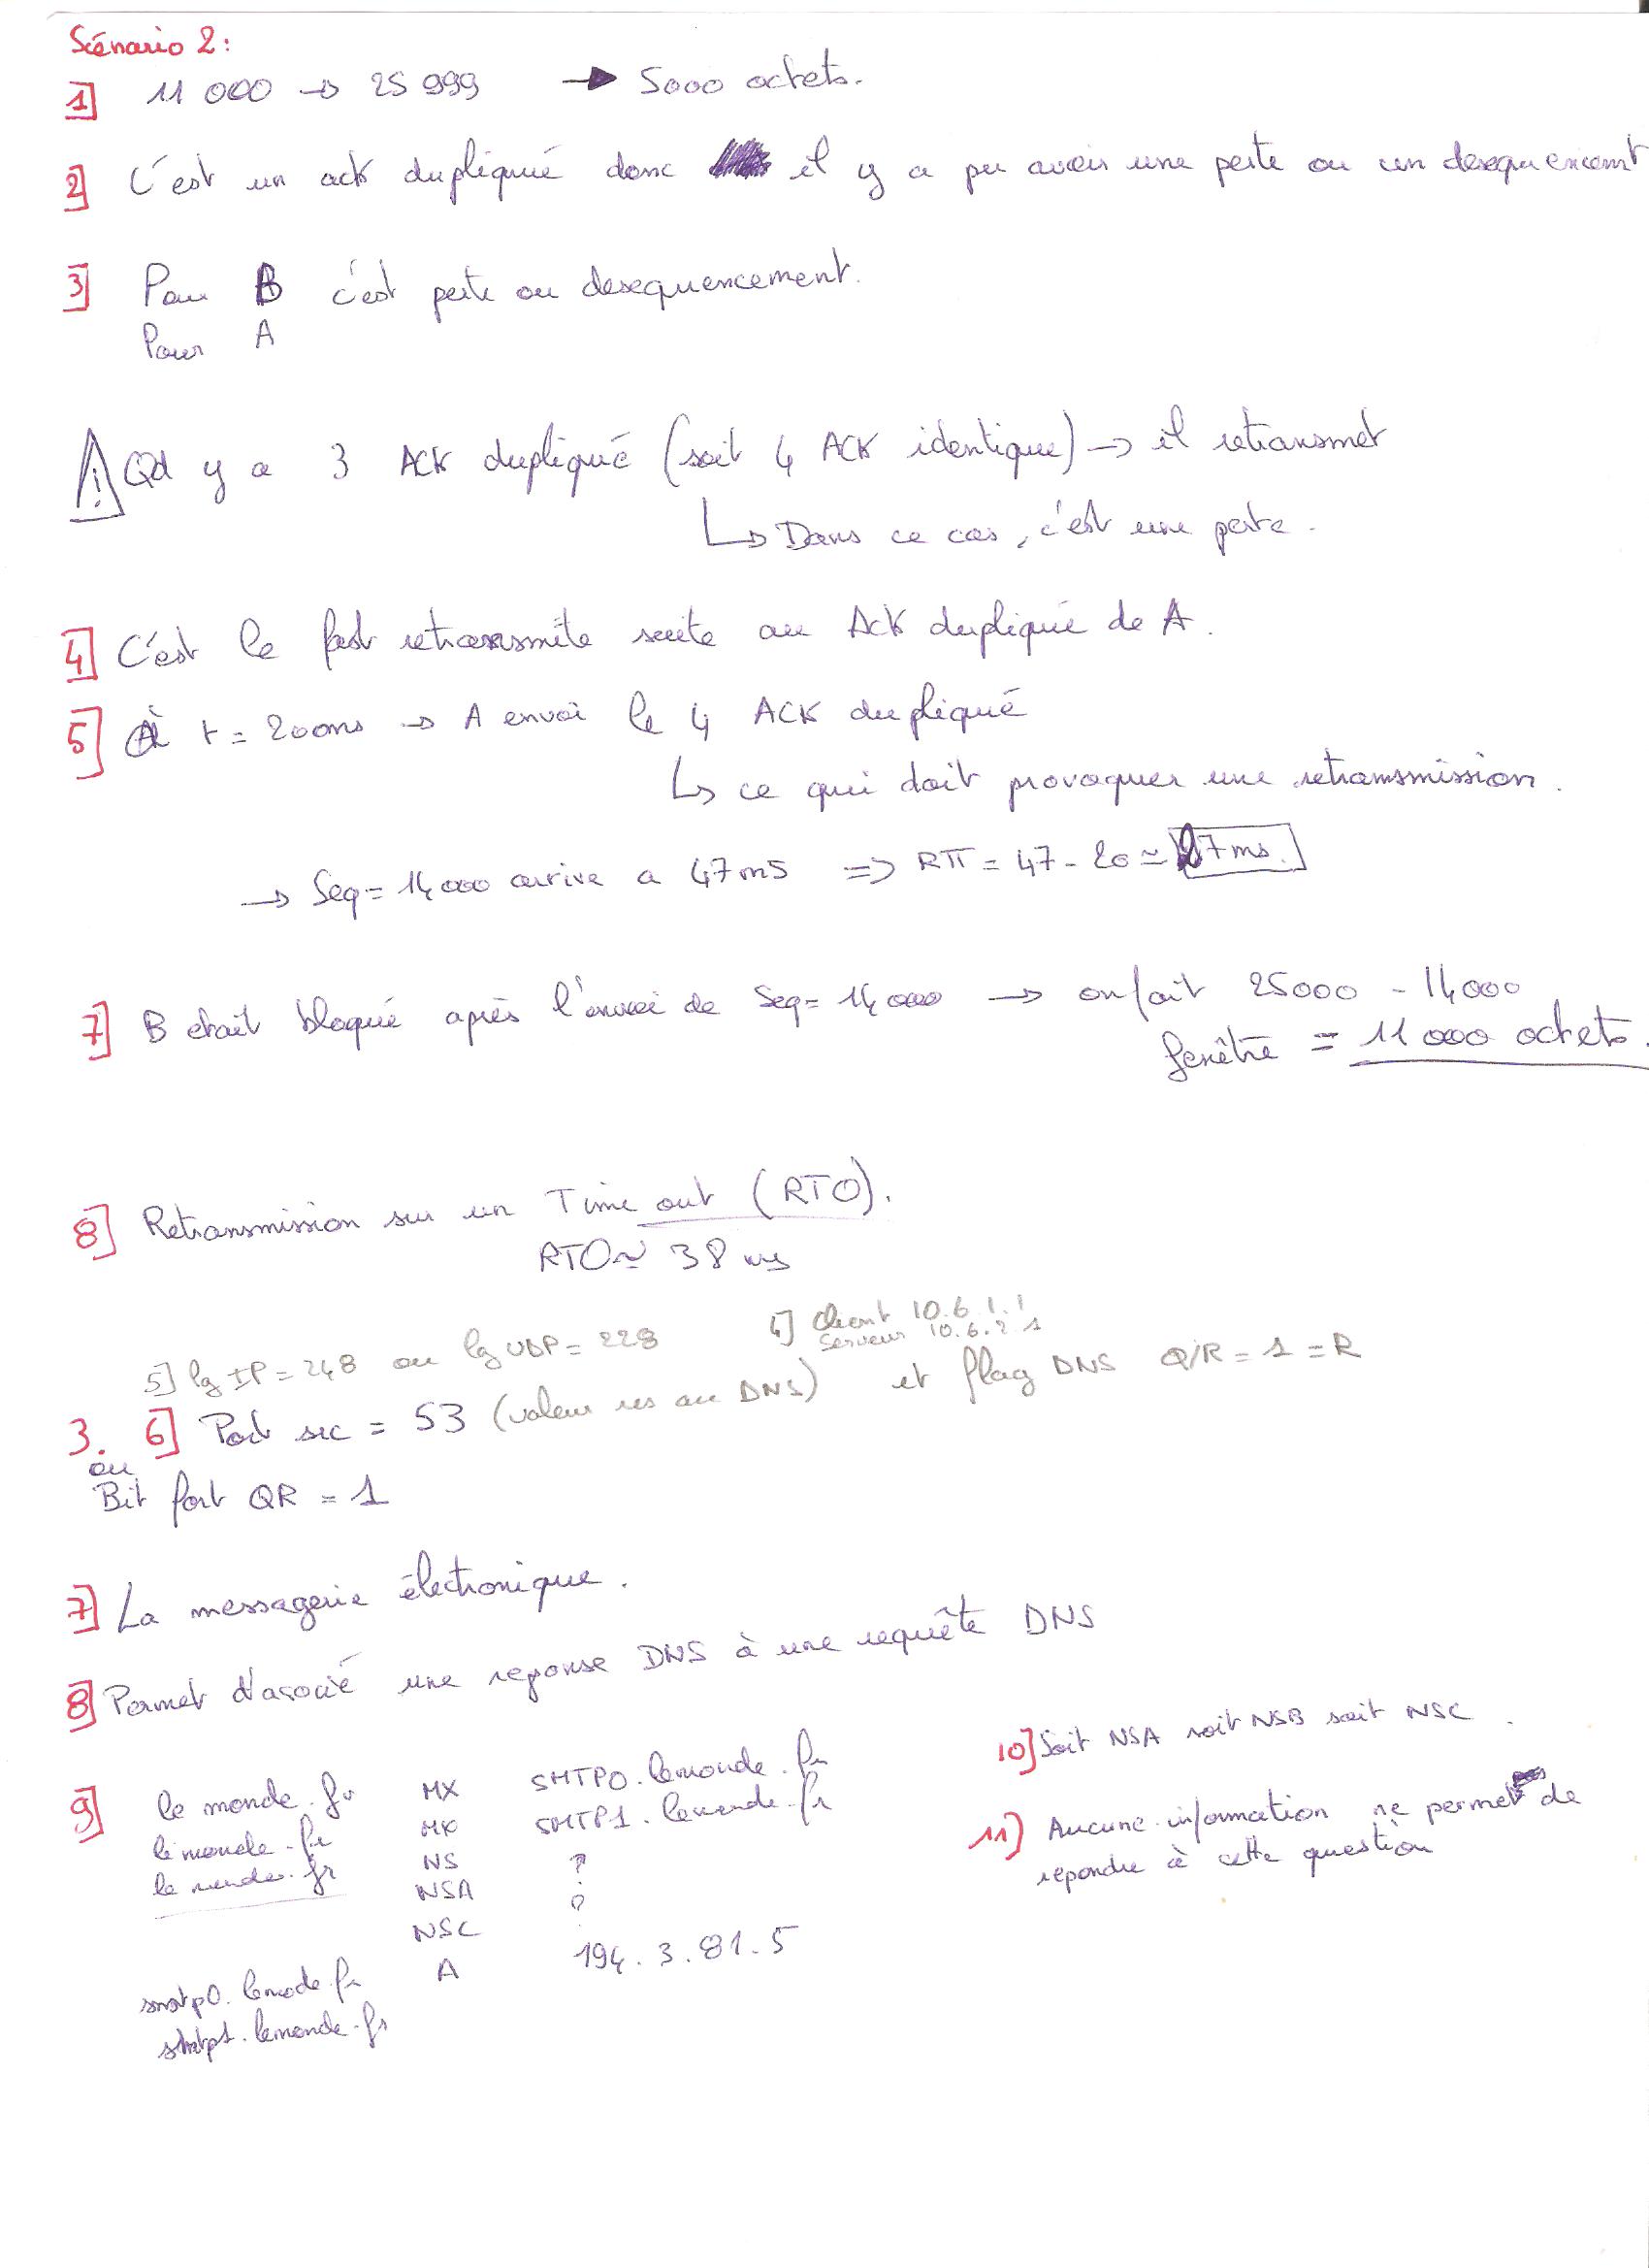 Scénario 2:
1] 11 000 → 25 999 → 5000 octets.
2] C'est un ack dupliqué donc il y a pu avoir une perte ou un desequencemt
3] Pour B c'est perte ou desequencement.
Pour A
⚠ Qd y a 3 ACK dupliqué (soit 4 ACK identique) → il retransmet
↳ Dans ce cas, c'est une perte.
4] C'est le fast retransmite suite au Ack dupliqué de A.
5] À t = 200ms → A envoi le 4 ACK dupliqué
↳ ce qui doit provoquer une retransmission.
→ Seq = 14000 arrive a 47ms ⇒ RTT = 47 - 20 ≃ 27ms.
7] B etait bloqué après l'envoi de Seq = 14000 → on fait 25000 - 14000
fenêtre = 11 000 octets.
8] Retransmission sur un Time out (RTO).
RTO ≃ 38 ms
4] Client 10.6.1.1
Serveur 10.6.2.1
5] lg IP = 248 ou lg UDP = 228
3. 6] Port src = 53 (valeur res au DNS) et flag DNS Q/R = 1 = R
ou
Bit fort QR = 1
7] La messagerie électronique.
8] Permet d'asocié une reponse DNS à une requête DNS
9] le monde.fr MX SMTP0.lemonde.fr
lemonde.fr MX SMTP1.lemonde.fr
le monde.fr NS ?
NSA ?
NSC
smtp0.lemode.fr A 194.3.81.5
smtp1.lemonde.fr
10] Soit NSA soit NSB soit NSC.
11) Aucune information ne permet de
repondre à cette question